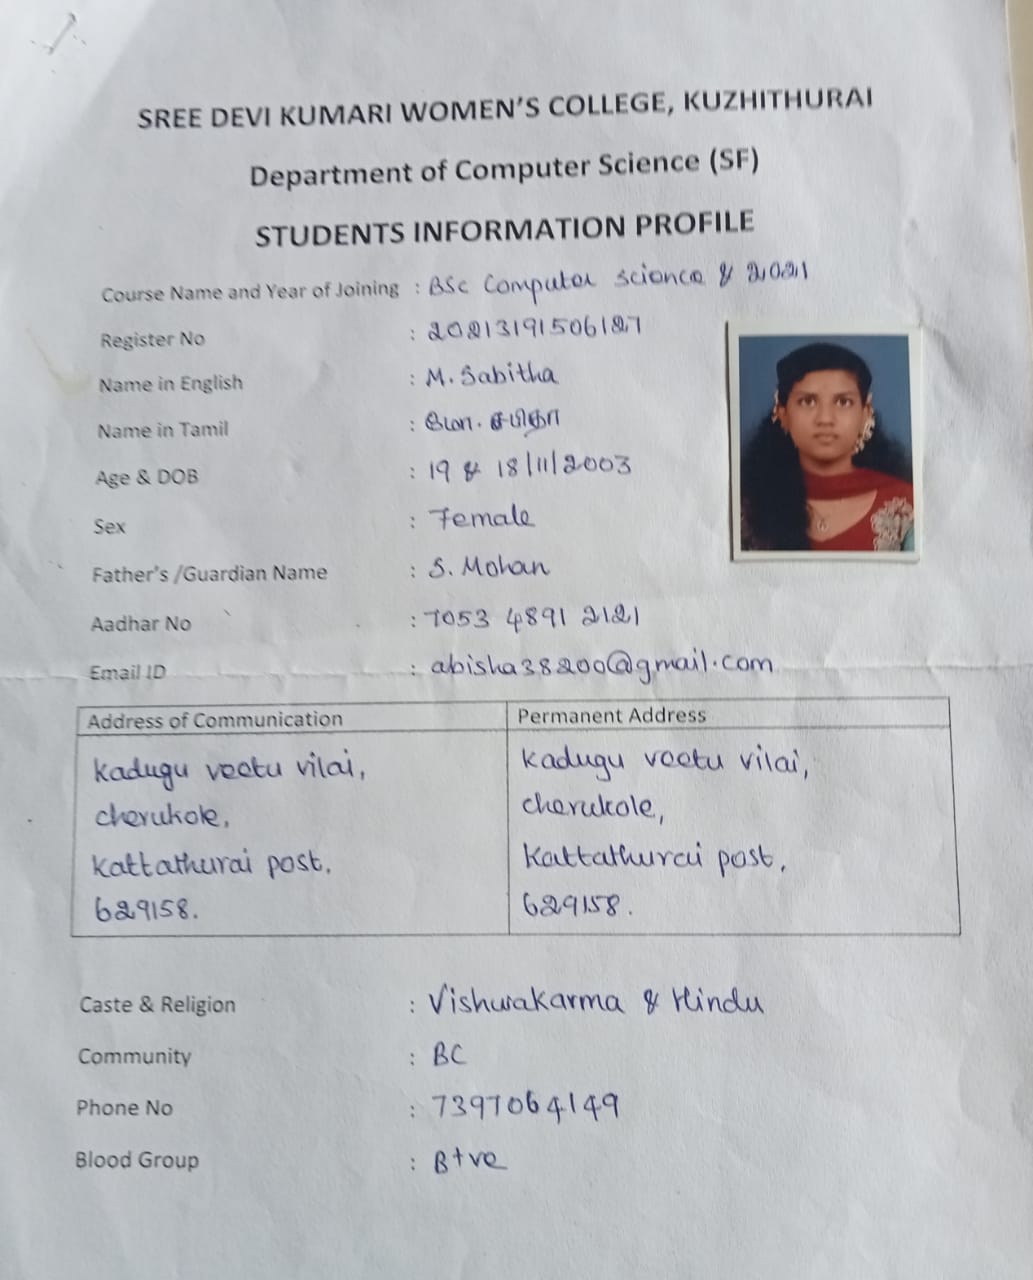 SREE DEVI KUMARI WOMEN'S COLLEGE, KUZHITHURAI
Department of Computer Science (SF)
STUDENTS INFORMATION PROFILE
Course Name and Year of Joining : BSc Computer science & 2021
Register No : 20213191506127
Name in English : M. Sabitha
Name in Tamil : மோ. சபிதா
Age & DOB : 19 & 18/11/2003
Sex : Female
Father's /Guardian Name : S. Mohan
Aadhar No : 7053 4891 2121
Email ID : abisha38200@gmail.com
Address of Communication Permanent Address
Kadugu veetu vilai, Kadugu veetu vilai,
cherukole, cherukole,
Kattathurai post, Kattathurai post,
629158. 629158.
Caste & Religion : Vishwakarma & Hindu
Community : BC
Phone No : 7397064149
Blood Group : B+ve